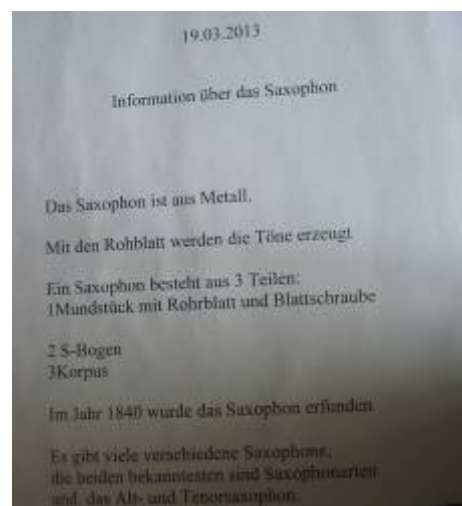 19.03.2013
Information über das Saxophon
Das Saxophon ist aus Metall.
Mit den Rohblatt werden die Töne erzeugt
Ein Saxophon besteht aus 3 Teilen:
1Mundstück mit Rohrblatt und Blattschraube
2 S-Bogen
3Korpus
Im Jahr 1840 wurde das Saxophon erfunden
Es gibt viele verschiedene Saxophone,
die beiden bekanntesten sind Saxophonarten
und das Alt- und Tenorsaxophon.